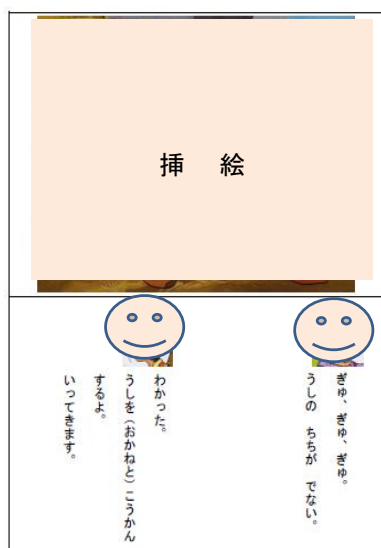 挿 絵
ぎゅ、ぎゅ、ぎゅ。
うしの ちちが でない。
わかった。
うしを（おかねと）こうかん
するよ。
いってきます。